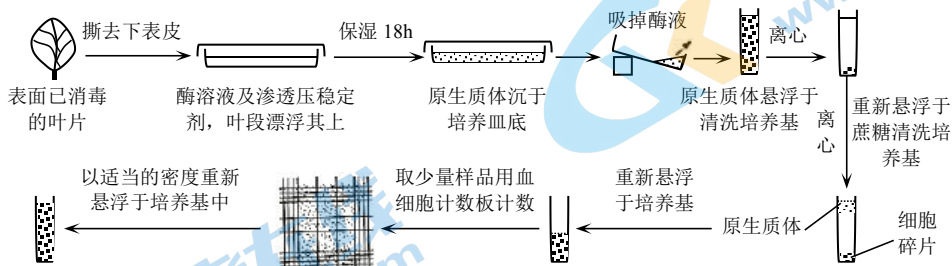 撕去下表皮
保湿 18h
吸掉酶液
离心
表面已消毒
的叶片
酶溶液及渗透压稳定
剂，叶段漂浮其上
原生质体沉于
培养皿底
原生质体悬浮于
清洗培养基
离
心
重新悬浮于
蔗糖清洗培
养基
以适当的密度重新
悬浮于培养基中
取少量样品用血
细胞计数板计数
重新悬浮
于培养基
原生质体
细胞
碎片